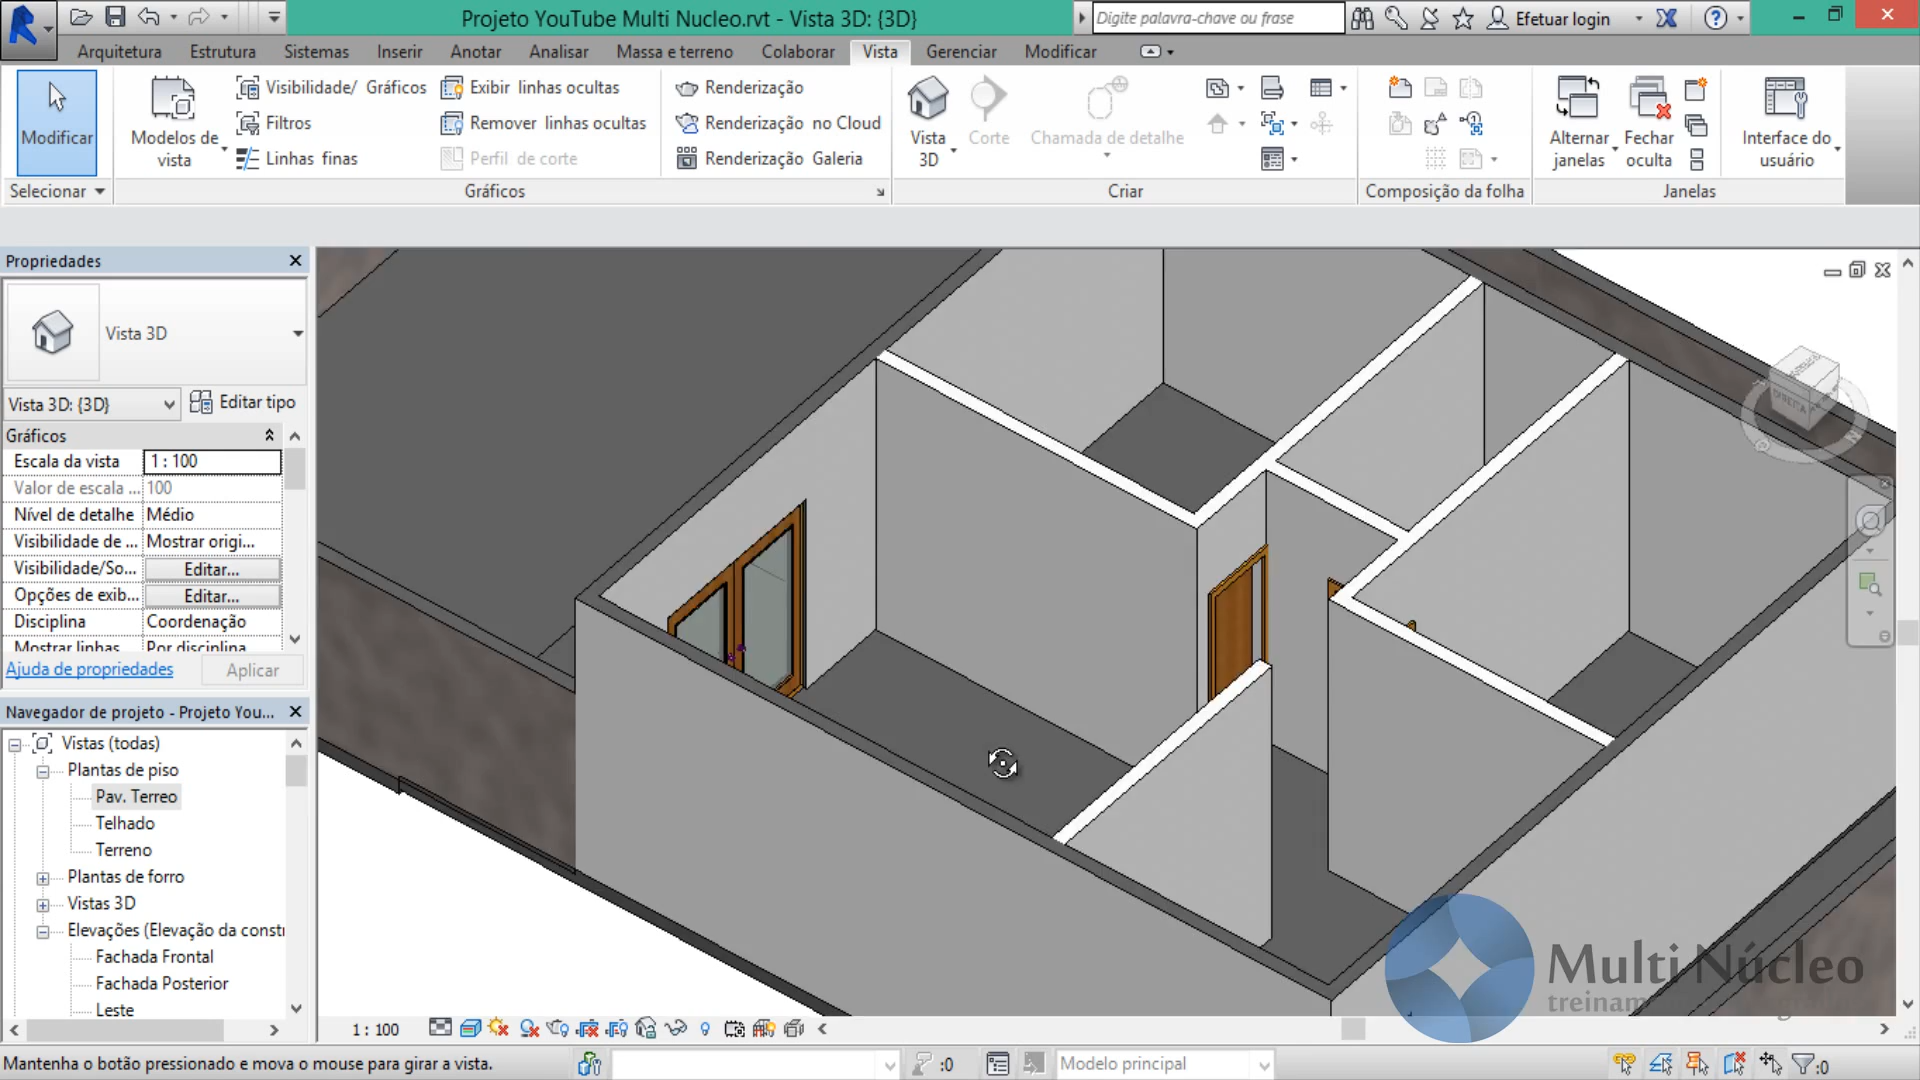 Projeto YouTube Multi Nucleo.rvt - Vista 3D: {3D}
Digite palavra-chave ou frase
Efetuar login
Arquitetura Estrutura Sistemas Inserir Anotar Analisar Massa e terreno Colaborar Vista Gerenciar Modificar
Modificar
Modelos de vista
Visibilidade/ Gráficos
Filtros
Linhas finas
Exibir linhas ocultas
Remover linhas ocultas
Perfil de corte
Renderização
Renderização no Cloud
Renderização Galeria
Vista 3D
Corte
Chamada de detalhe
Alternar janelas
Fechar oculta
Interface do usuário
Selecionar
Gráficos
Criar
Composição da folha
Janelas
Propriedades
Vista 3D
Vista 3D: {3D}
Editar tipo
Gráficos
Escala da vista 1 : 100
Valor de escala ... 100
Nível de detalhe Médio
Visibilidade de ... Mostrar origi...
Visibilidade/So... Editar...
Opções de exib... Editar...
Disciplina Coordenação
Mostrar linhas Por disciplina
Ajuda de propriedades
Aplicar
Navegador de projeto - Projeto You...
Vistas (todas)
Plantas de piso
Pav. Terreo
Telhado
Terreno
Plantas de forro
Vistas 3D
Elevações (Elevação da constr
Fachada Frontal
Fachada Posterior
Leste
1 : 100
Multi Núcleo
Mantenha o botão pressionado e mova o mouse para girar a vista.
:0
Modelo principal
:0